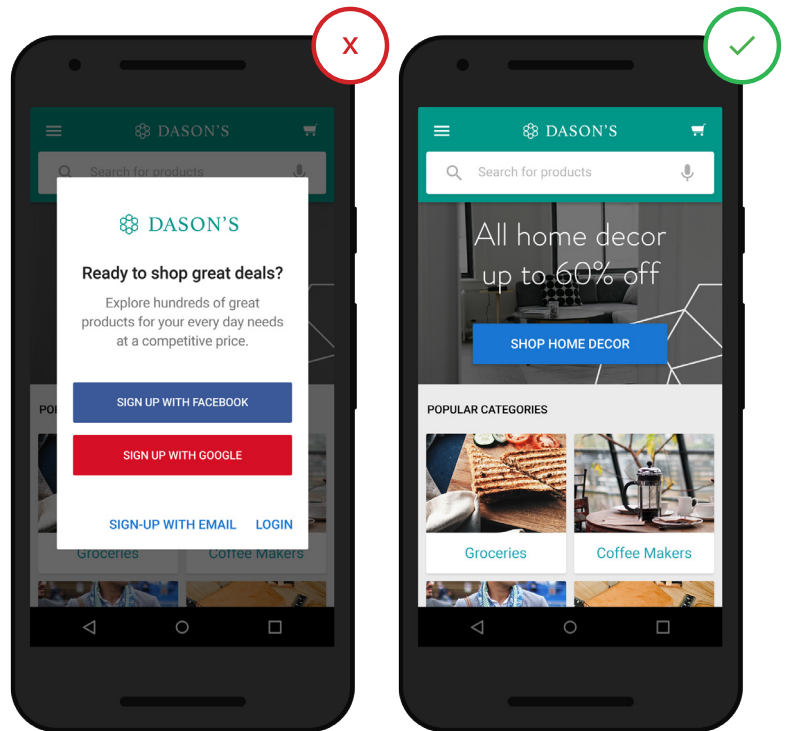 X
DASON'S
Search for products
DASON'S
Ready to shop great deals?
Explore hundreds of great
products for your every day needs
at a competitive price.
SIGN UP WITH FACEBOOK
SIGN UP WITH GOOGLE
SIGN-UP WITH EMAIL LOGIN
Groceries Coffee Makers
DASON'S
Search for products
All home decor
up to 60% off
SHOP HOME DECOR
POPULAR CATEGORIES
Groceries Coffee Makers